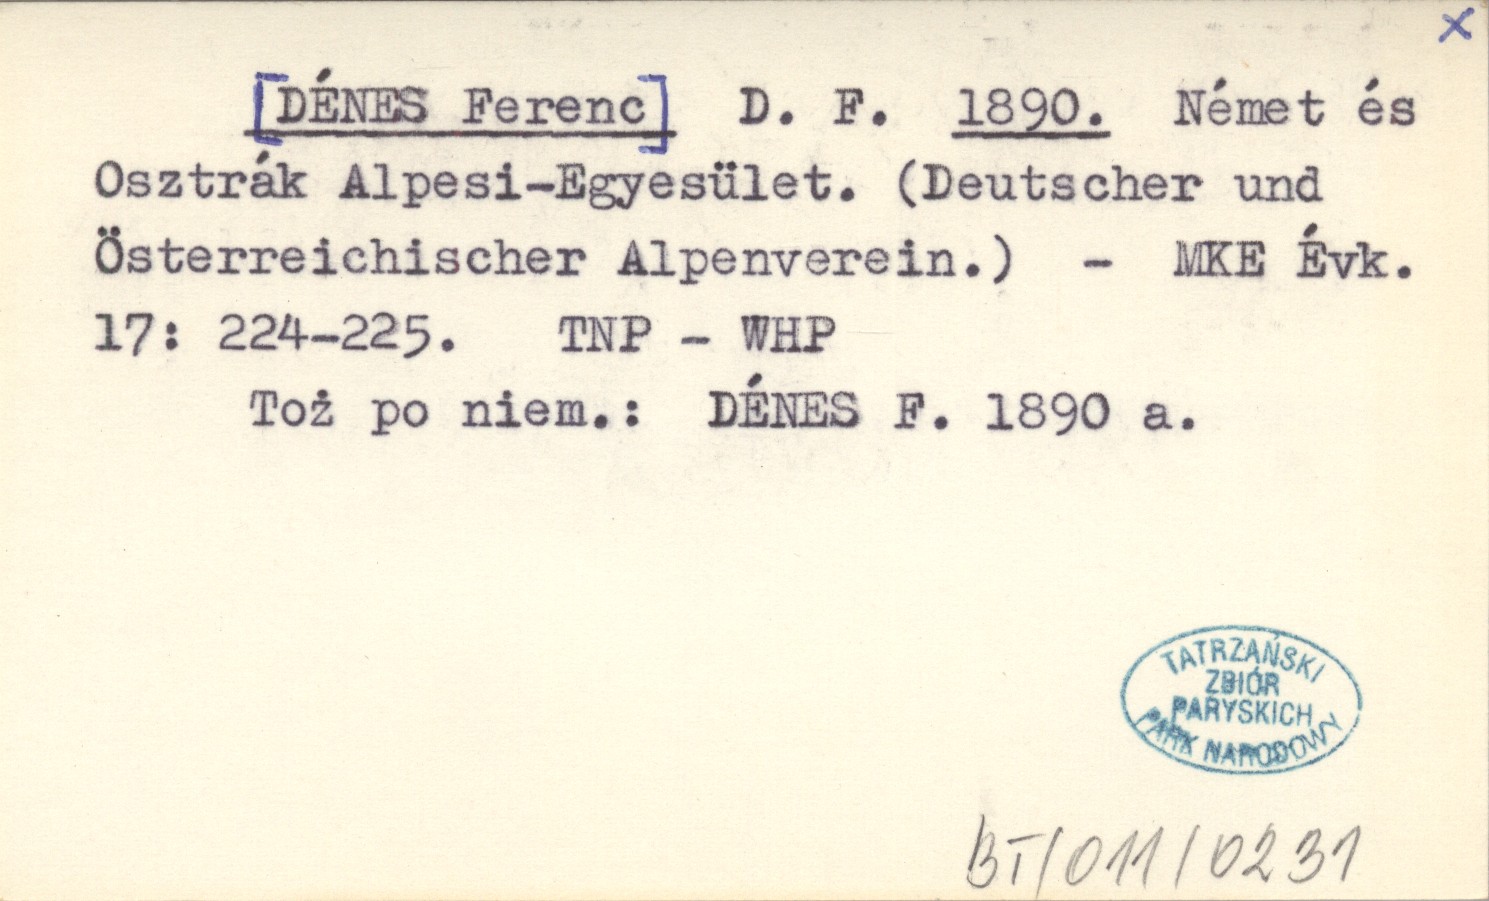 x
[DÉNES Ferenc] D. F. 1890. Német és
Osztrák Alpesi-Egyesület. (Deutscher und
Österreichischer Alpenverein.) - MKE Évk.
17: 224-225. TNP - WHP
Toż po niem.: DÉNES F. 1890 a.
TATRZAŃSKI
ZBIÓR
PARYSKICH
PARK NARODOWY
BT/011/0231